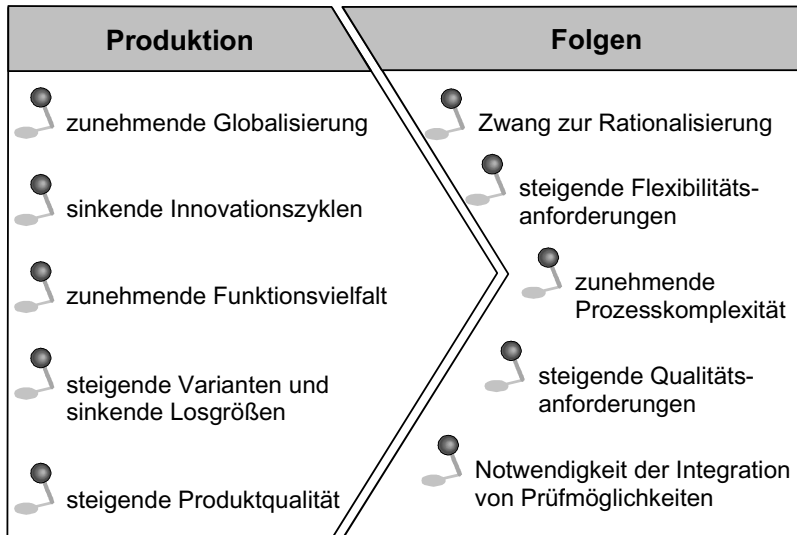 Produktion
zunehmende Globalisierung
sinkende Innovationszyklen
zunehmende Funktionsvielfalt
steigende Varianten und
sinkende Losgrößen
steigende Produktqualität
Folgen
Zwang zur Rationalisierung
steigende Flexibilitäts-
anforderungen
zunehmende
Prozesskomplexität
steigende Qualitäts-
anforderungen
Notwendigkeit der Integration
von Prüfmöglichkeiten